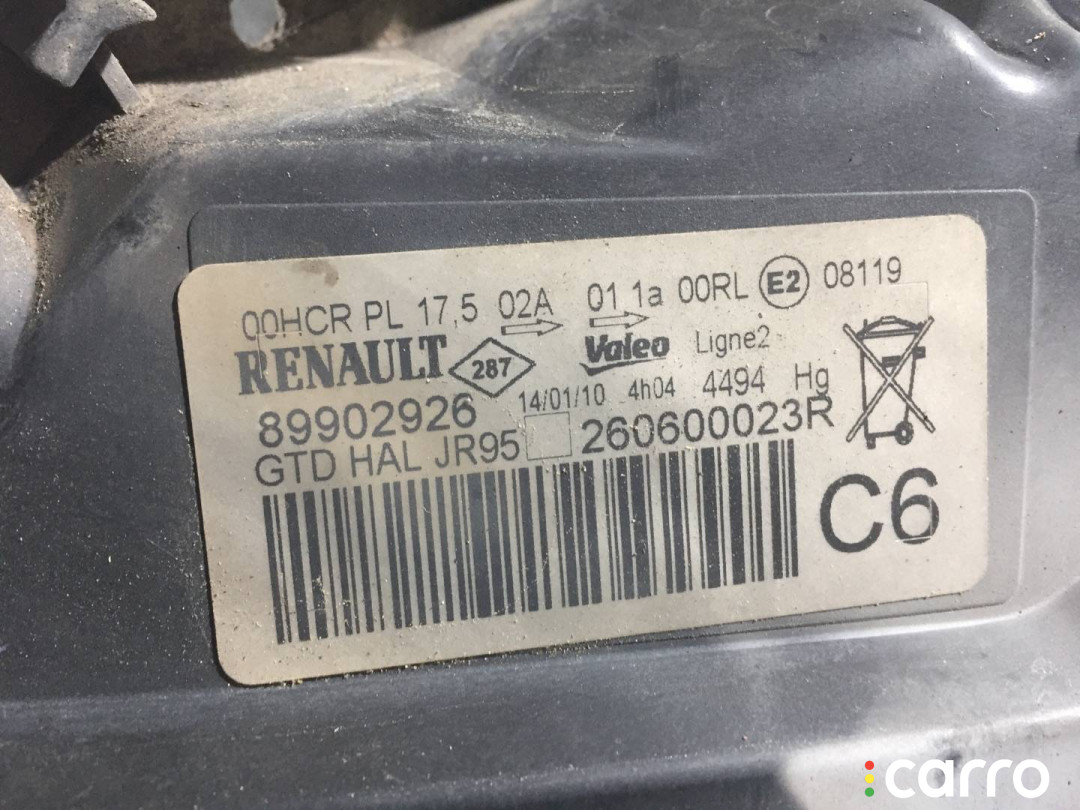 00HCR PL 17,5 02A 01 1a 00RL E2 08119
RENAULT 287 Valeo Ligne2
89902926 14/01/10 4h04 4494 Hg
GTD HAL JR95 260600023R
C6
carro